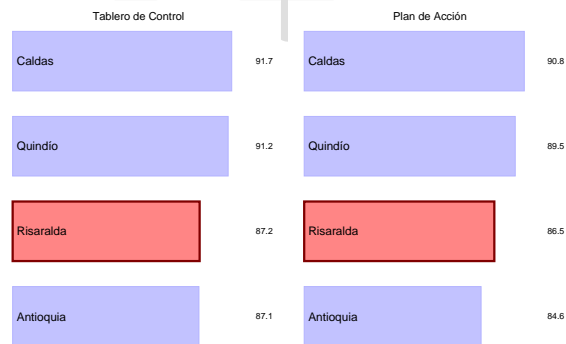 Tablero de Control
Caldas 91.7
Quindío 91.2
Risaralda 87.2
Antioquia 87.1
Plan de Acción
Caldas 90.8
Quindío 89.5
Risaralda 86.5
Antioquia 84.6